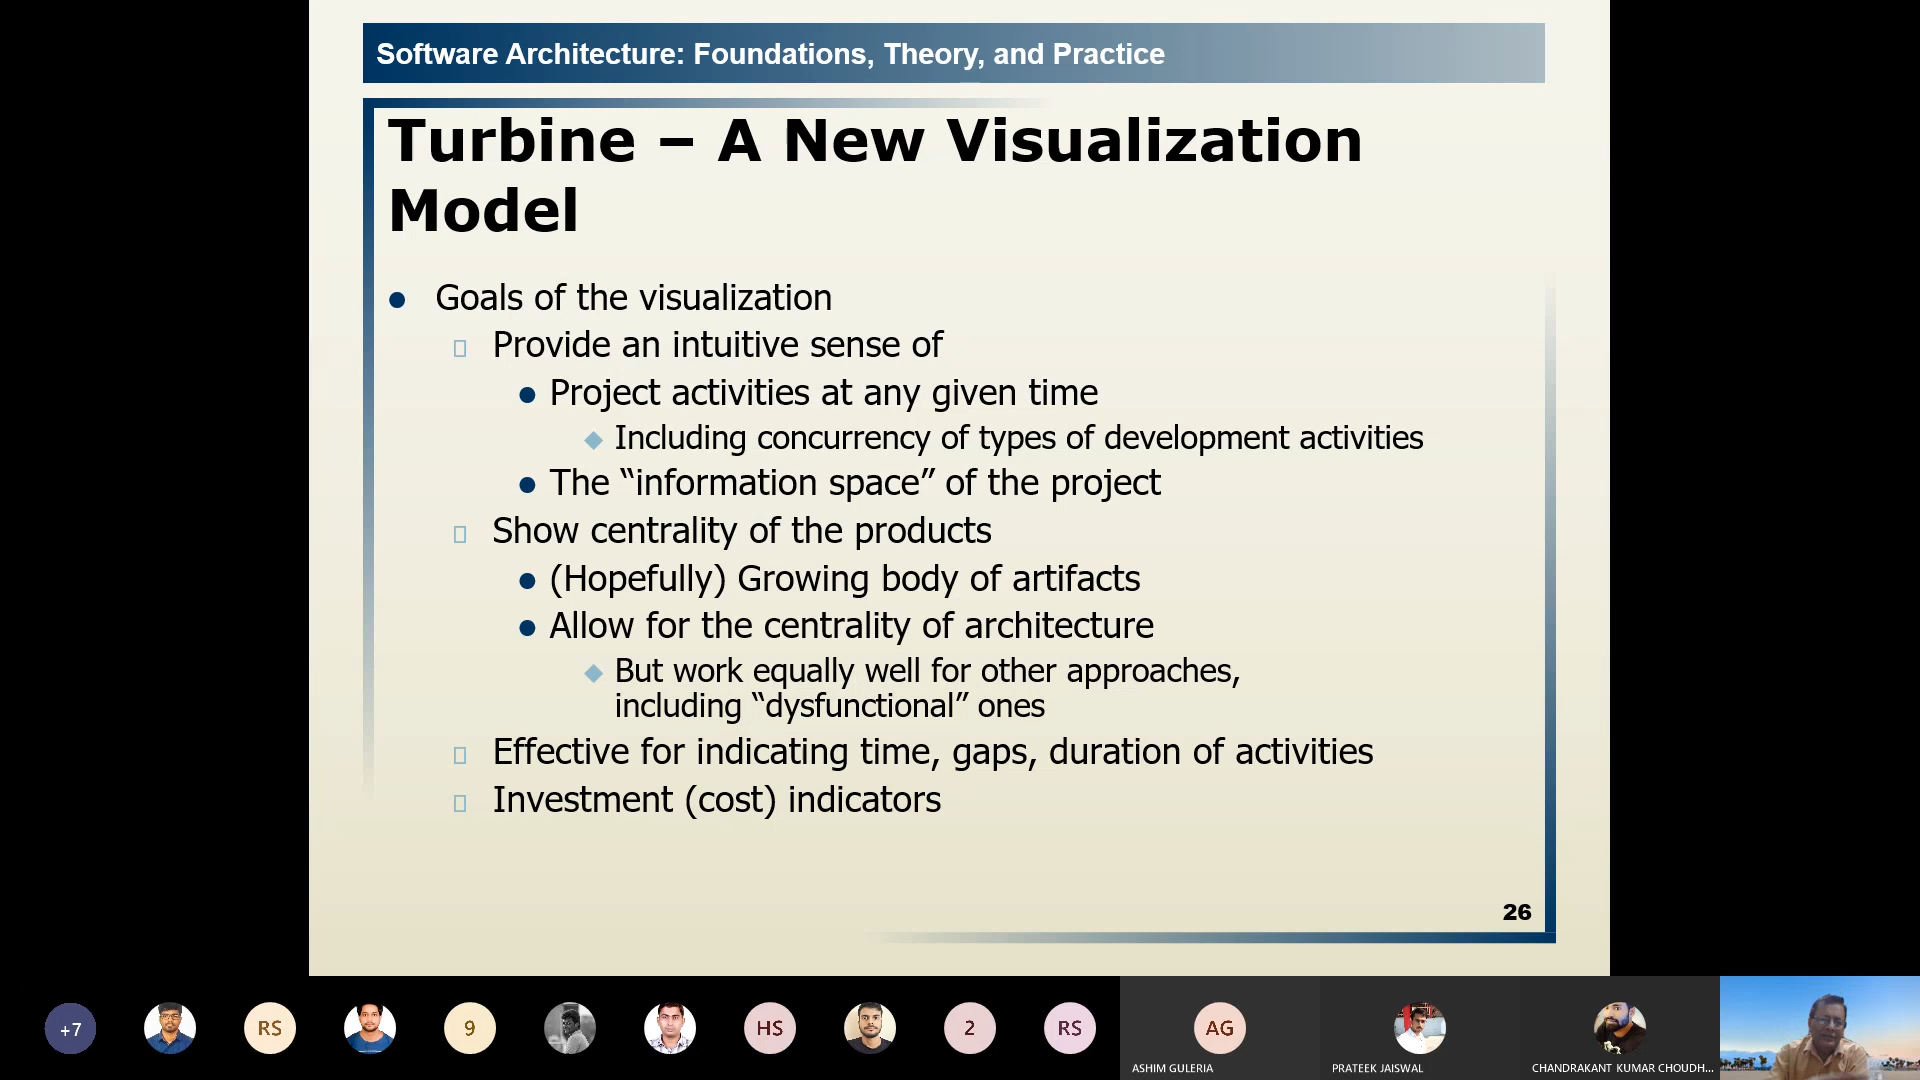 Software Architecture: Foundations, Theory, and Practice
Turbine – A New Visualization
Model
Goals of the visualization
Provide an intuitive sense of
Project activities at any given time
Including concurrency of types of development activities
The “information space” of the project
Show centrality of the products
(Hopefully) Growing body of artifacts
Allow for the centrality of architecture
But work equally well for other approaches,
including “dysfunctional” ones
Effective for indicating time, gaps, duration of activities
Investment (cost) indicators
26
+7
RS
9
HS
2
RS
AG
ASHIM GULERIA
PRATEEK JAISWAL
CHANDRAKANT KUMAR CHOUDH...